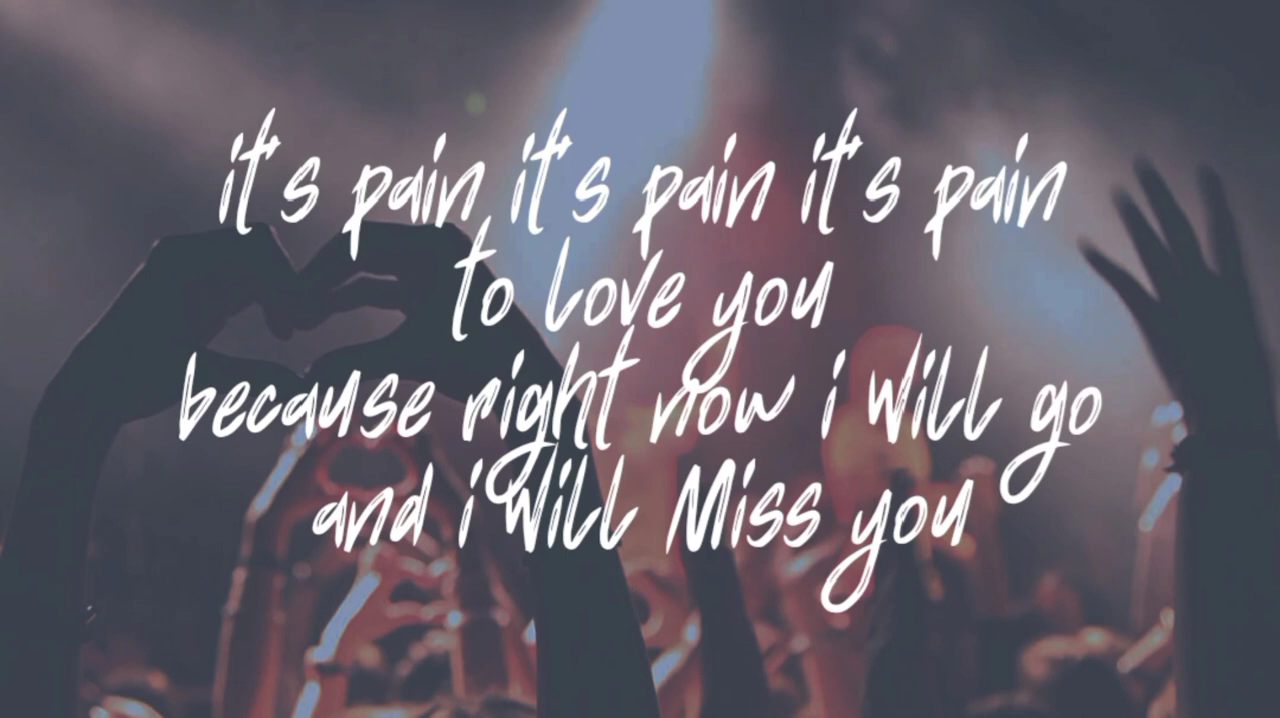 it's pain it's pain it's pain
to love you
because right now i will go
and i will Miss you